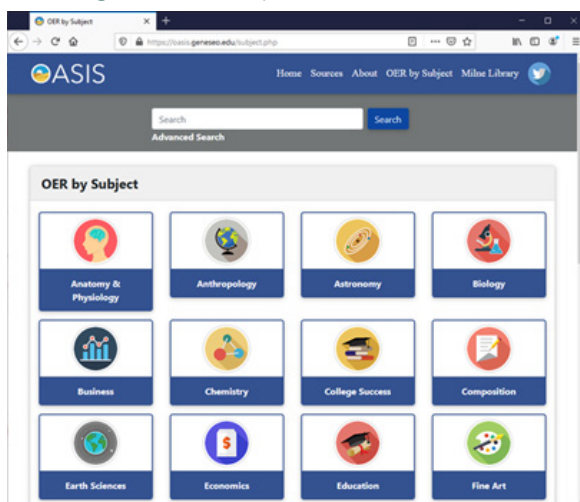 OER by Subject
https://oasis.geneseo.edu/subject.php
OASIS
Home Sources About OER by Subject Milne Library
Search Search
Advanced Search
OER by Subject
Anatomy &
Physiology
Anthropology
Astronomy
Biology
Business
Chemistry
College Success
Composition
Earth Sciences
$
Economics
Education
Fine Art